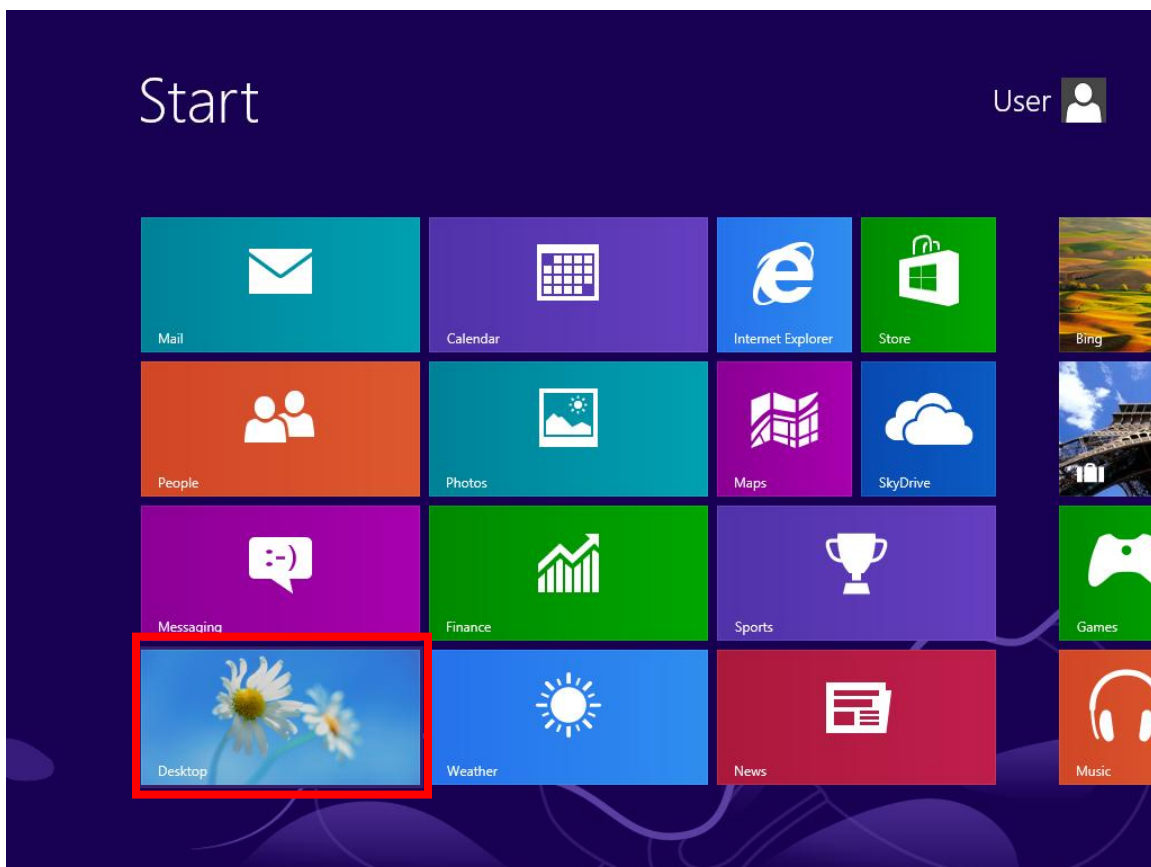 Start
User
Mail
Calendar
Internet Explorer
Store
Bing
People
Photos
Maps
SkyDrive
:-)
Messaging
Finance
Sports
Games
Desktop
Weather
News
Music